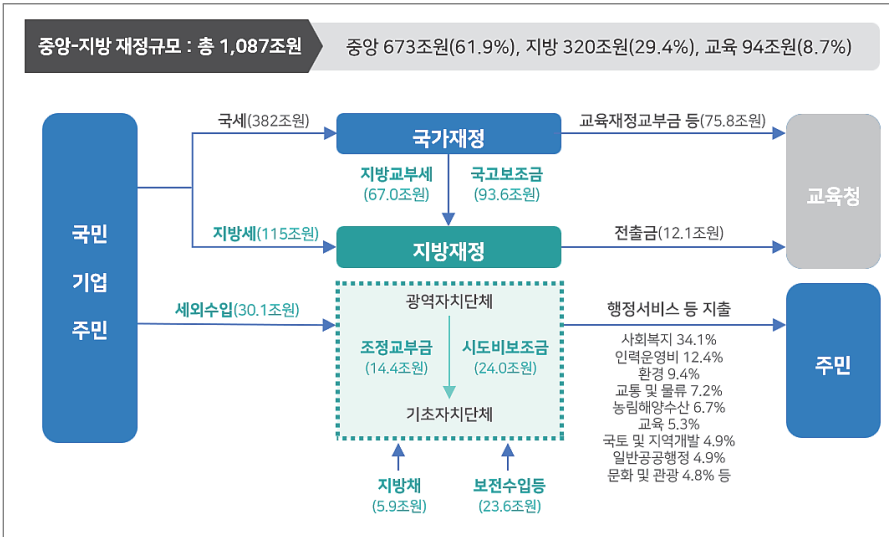 중앙-지방 재정규모 : 총 1,087조원
중앙 673조원(61.9%), 지방 320조원(29.4%), 교육 94조원(8.7%)
국민
기업
주민
국세(382조원)
국가재정
교육재정교부금 등(75.8조원)
교육청
지방교부세
(67.0조원)
국고보조금
(93.6조원)
지방세(115조원)
지방재정
전출금(12.1조원)
세외수입(30.1조원)
광역자치단체
조정교부금
(14.4조원)
시도비보조금
(24.0조원)
기초자치단체
지방채
(5.9조원)
보전수입등
(23.6조원)
행정서비스 등 지출
사회복지 34.1%
인력운영비 12.4%
환경 9.4%
교통 및 물류 7.2%
농림해양수산 6.7%
교육 5.3%
국토 및 지역개발 4.9%
일반공공행정 4.9%
문화 및 관광 4.8% 등
주민